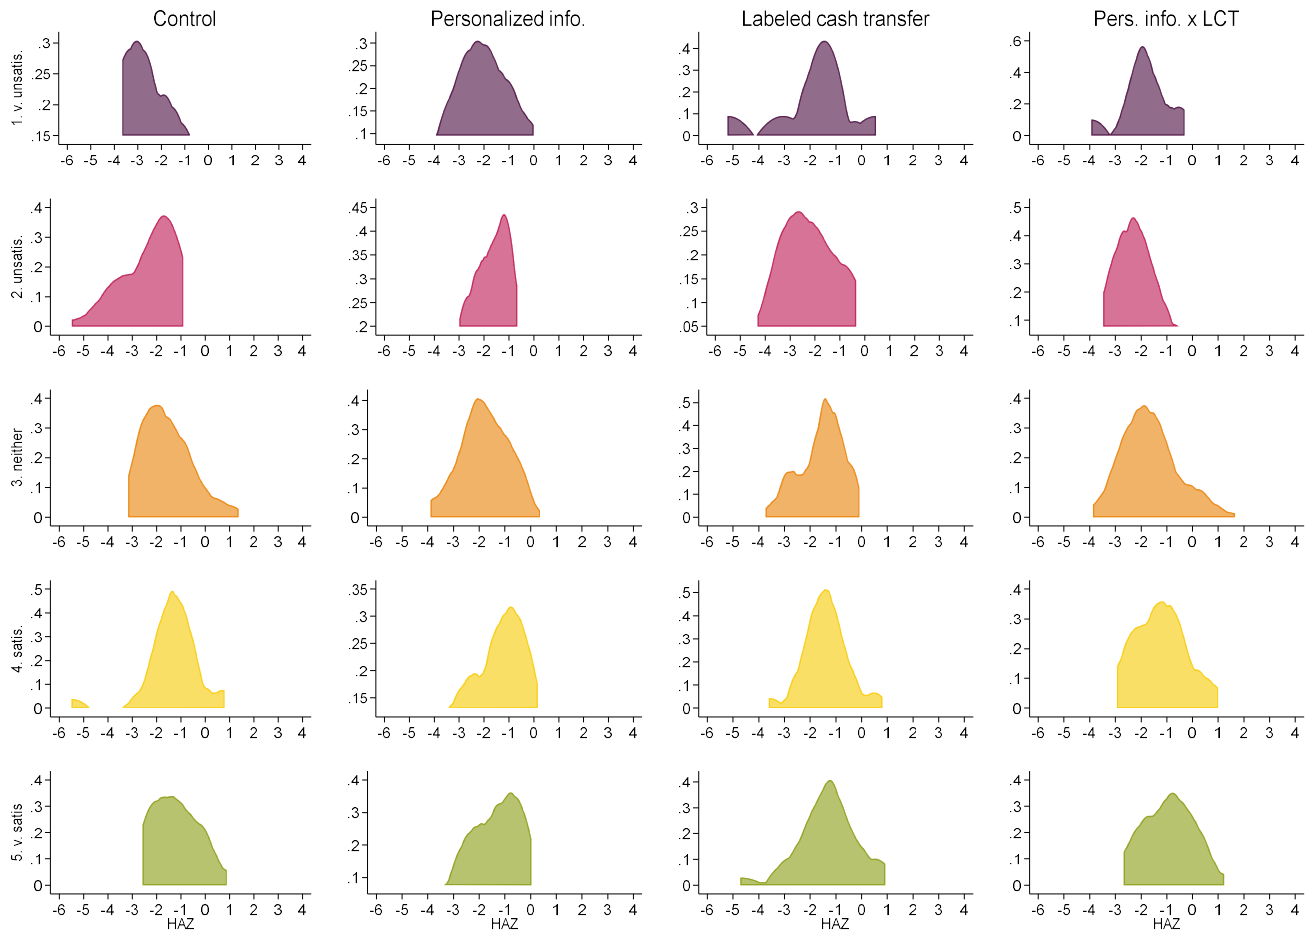 Control Personalized info. Labeled cash transfer Pers. info. x LCT
1. v. unsatis.
.3 .25 .2 .15
-6 -5 -4 -3 -2 -1 0 1 2 3 4
.3 .25 .2 .15 .1
-6 -5 -4 -3 -2 -1 0 1 2 3 4
.4 .3 .2 .1 0
-6 -5 -4 -3 -2 -1 0 1 2 3 4
.6 .4 .2 0
-6 -5 -4 -3 -2 -1 0 1 2 3 4
2. unsatis.
.4 .3 .2 .1 0
-6 -5 -4 -3 -2 -1 0 1 2 3 4
.45 .4 .35 .3 .25 .2
-6 -5 -4 -3 -2 -1 0 1 2 3 4
.3 .25 .2 .15 .1 .05
-6 -5 -4 -3 -2 -1 0 1 2 3 4
.5 .4 .3 .2 .1
-6 -5 -4 -3 -2 -1 0 1 2 3 4
3. neither
.4 .3 .2 .1 0
-6 -5 -4 -3 -2 -1 0 1 2 3 4
.4 .3 .2 .1 0
-6 -5 -4 -3 -2 -1 0 1 2 3 4
.5 .4 .3 .2 .1 0
-6 -5 -4 -3 -2 -1 0 1 2 3 4
.4 .3 .2 .1 0
-6 -5 -4 -3 -2 -1 0 1 2 3 4
4. satis.
.5 .4 .3 .2 .1 0
-6 -5 -4 -3 -2 -1 0 1 2 3 4
.35 .3 .25 .2 .15
-6 -5 -4 -3 -2 -1 0 1 2 3 4
.5 .4 .3 .2 .1 0
-6 -5 -4 -3 -2 -1 0 1 2 3 4
.4 .3 .2 .1 0
-6 -5 -4 -3 -2 -1 0 1 2 3 4
5. v. satis
.4 .3 .2 .1 0
-6 -5 -4 -3 -2 -1 0 1 2 3 4
HAZ
.4 .3 .2 .1
-6 -5 -4 -3 -2 -1 0 1 2 3 4
HAZ
.4 .3 .2 .1 0
-6 -5 -4 -3 -2 -1 0 1 2 3 4
HAZ
.4 .3 .2 .1 0
-6 -5 -4 -3 -2 -1 0 1 2 3 4
HAZ